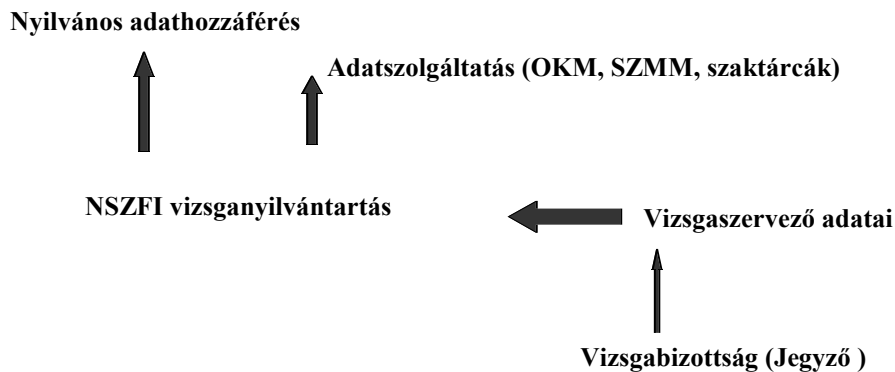 Nyilvános adathozzáférés
Adatszolgáltatás (OKM, SZMM, szaktárcák)
NSZFI vizsganyilvántartás
Vizsgaszervező adatai
Vizsgabizottság (Jegyző )